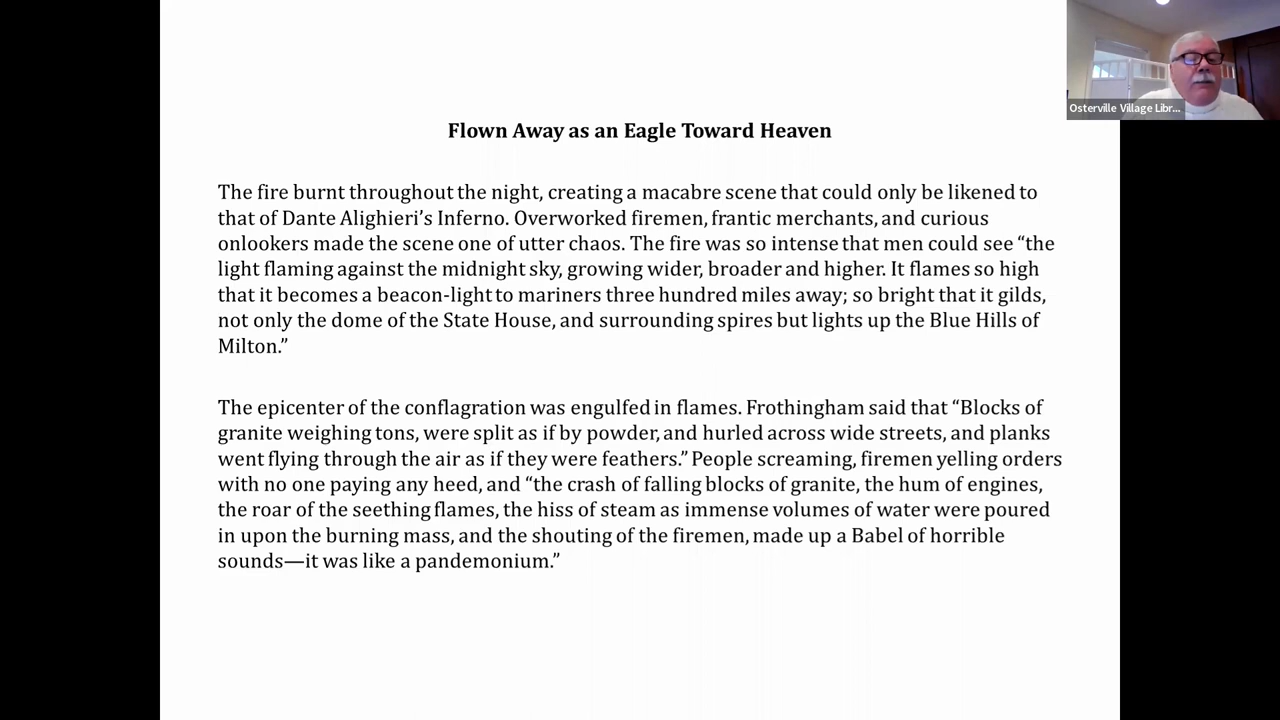 Osterville Village Libr...
Flown Away as an Eagle Toward Heaven
The fire burnt throughout the night, creating a macabre scene that could only be likened to
that of Dante Alighieri’s Inferno. Overworked firemen, frantic merchants, and curious
onlookers made the scene one of utter chaos. The fire was so intense that men could see “the
light flaming against the midnight sky, growing wider, broader and higher. It flames so high
that it becomes a beacon-light to mariners three hundred miles away; so bright that it gilds,
not only the dome of the State House, and surrounding spires but lights up the Blue Hills of
Milton.”
The epicenter of the conflagration was engulfed in flames. Frothingham said that “Blocks of
granite weighing tons, were split as if by powder, and hurled across wide streets, and planks
went flying through the air as if they were feathers.” People screaming, firemen yelling orders
with no one paying any heed, and “the crash of falling blocks of granite, the hum of engines,
the roar of the seething flames, the hiss of steam as immense volumes of water were poured
in upon the burning mass, and the shouting of the firemen, made up a Babel of horrible
sounds—it was like a pandemonium.”